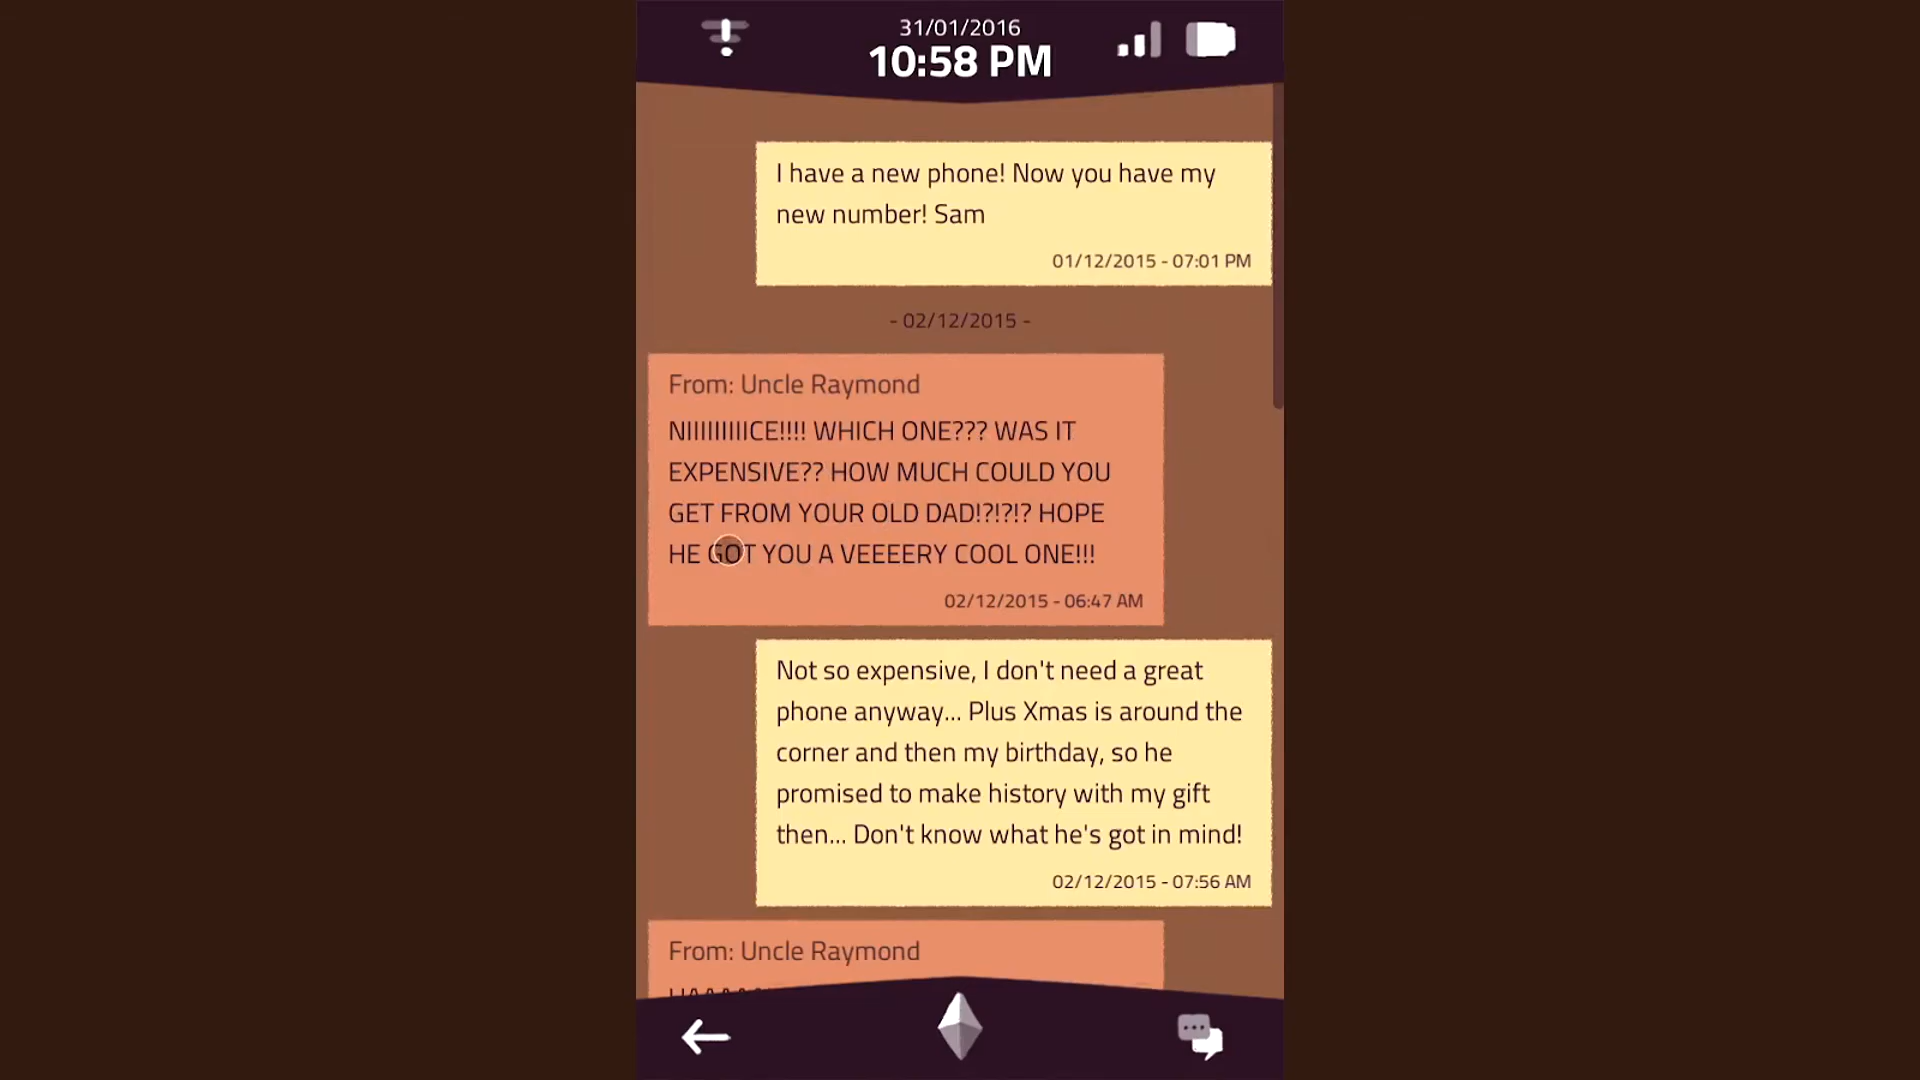 31/01/2016
10:58 PM
I have a new phone! Now you have my
new number! Sam
01/12/2015 - 07:01 PM
- 02/12/2015 -
From: Uncle Raymond
NIIIIIIIIICE!!!! WHICH ONE??? WAS IT
EXPENSIVE?? HOW MUCH COULD YOU
GET FROM YOUR OLD DAD!?!?!? HOPE
HE GOT YOU A VEEEERY COOL ONE!!!
02/12/2015 - 06:47 AM
Not so expensive, I don't need a great
phone anyway... Plus Xmas is around the
corner and then my birthday, so he
promised to make history with my gift
then... Don't know what he's got in mind!
02/12/2015 - 07:56 AM
From: Uncle Raymond